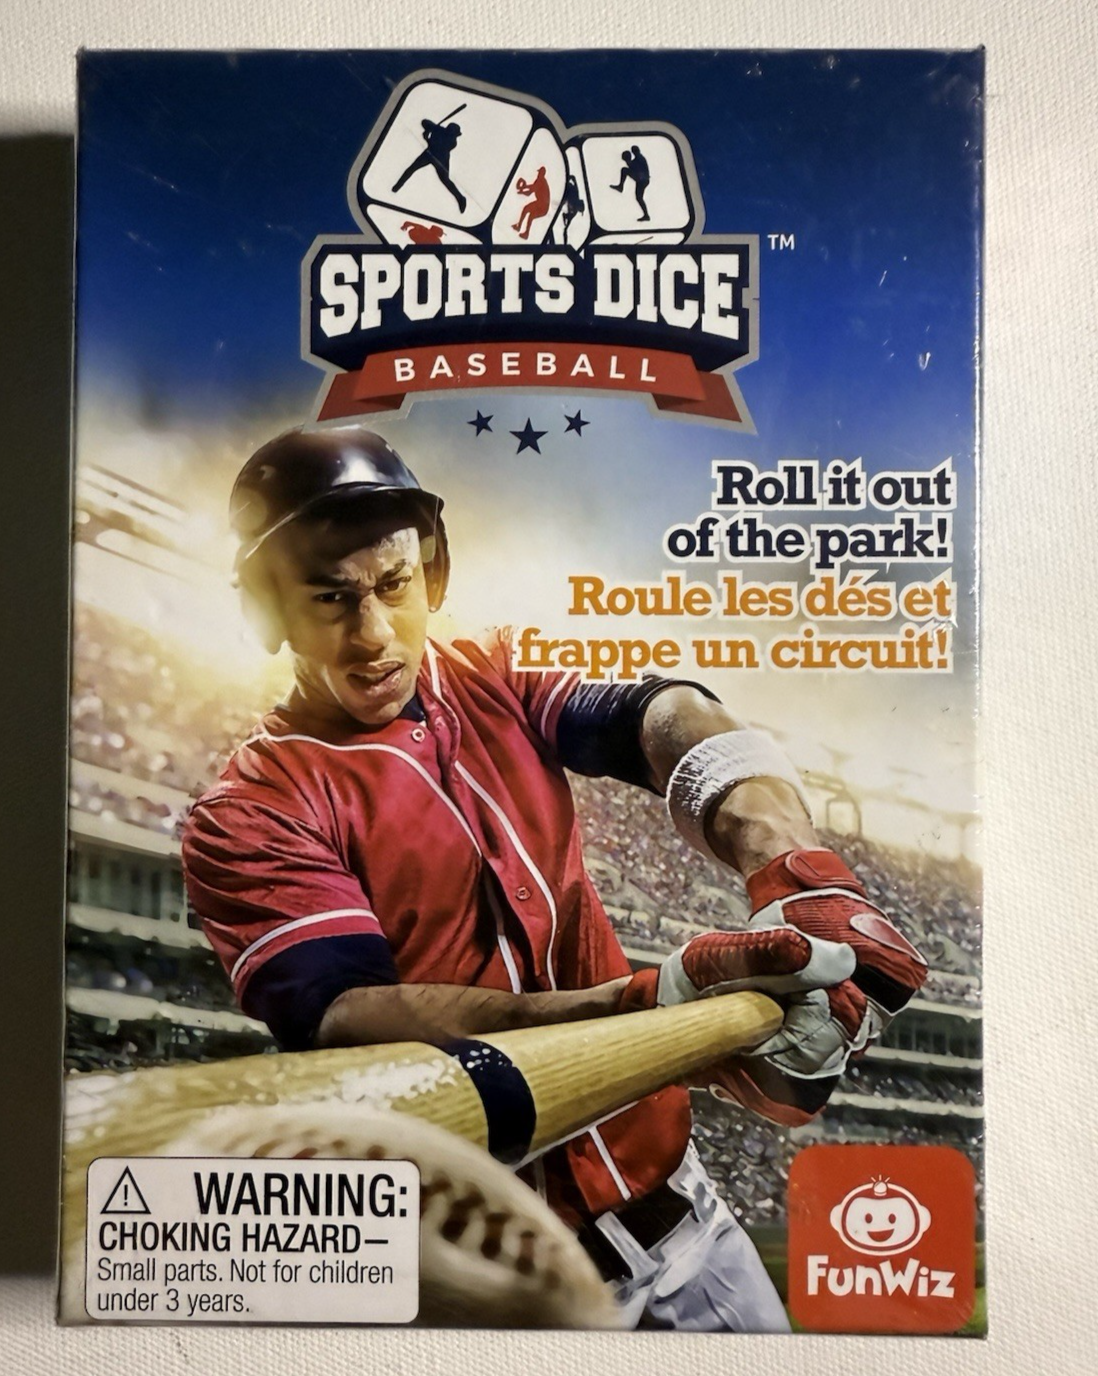 SPORTS DICE
TM
BASEBALL
Roll it out
of the park!
Roule les dés et
frappe un circuit!
WARNING:
CHOKING HAZARD—
Small parts. Not for children
under 3 years.
FunWiz